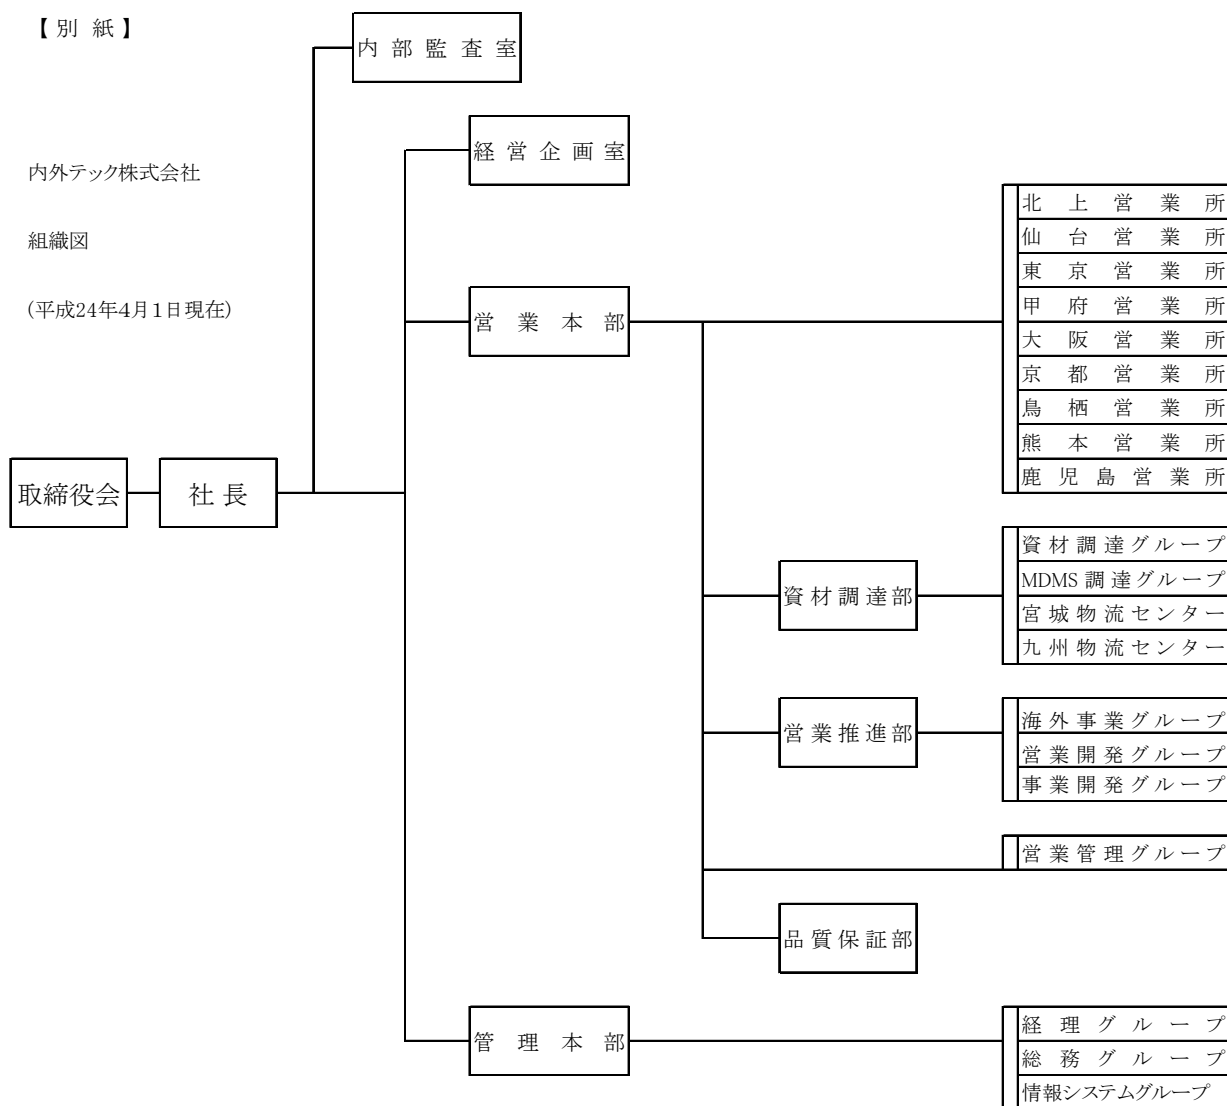 【別 紙】
内部監査室
経営企画室
内外テック株式会社
組織図
(平成24年4月1日現在)
営業本部
北上営業所
仙台営業所
東京営業所
甲府営業所
大阪営業所
京都営業所
鳥栖営業所
熊本営業所
鹿児島営業所
取締役会
社長
資材調達部
資材調達グループ
MDMS調達グループ
宮城物流センター
九州物流センター
営業推進部
海外事業グループ
営業開発グループ
事業開発グループ
営業管理グループ
品質保証部
管理本部
経理グループ
総務グループ
情報システムグループ